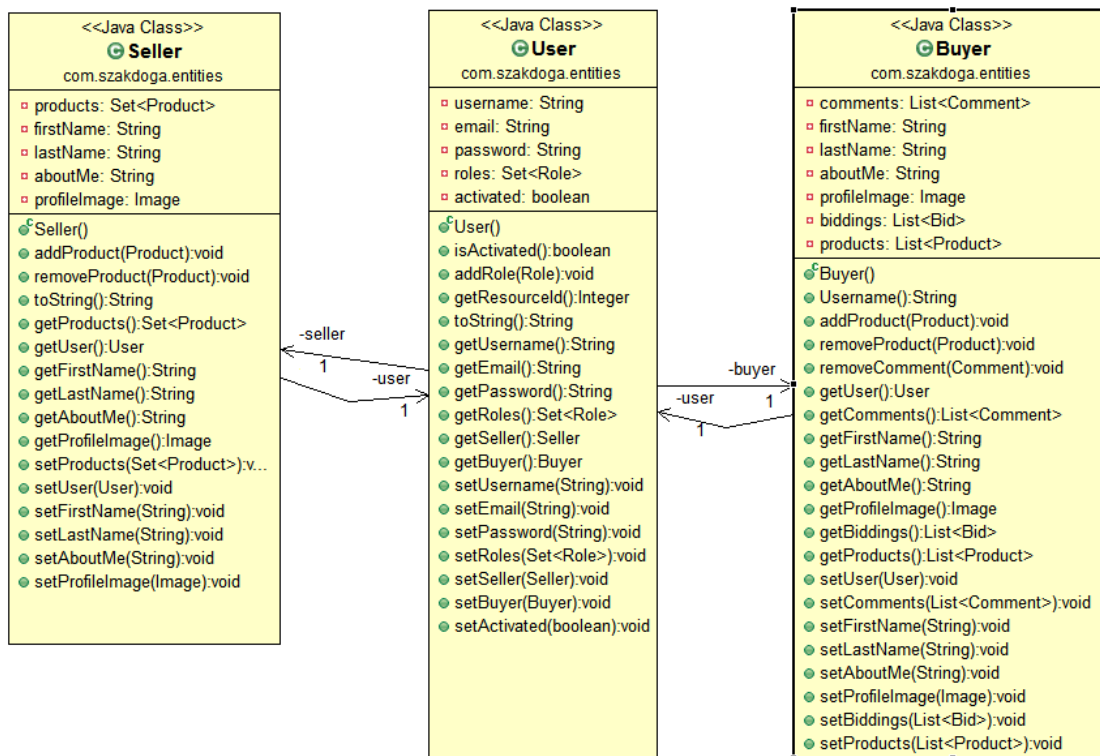 <<Java Class>>
Seller
com.szakdoga.entities
products: Set<Product>
firstName: String
lastName: String
aboutMe: String
profileImage: Image
Seller()
addProduct(Product):void
removeProduct(Product):void
toString():String
getProducts():Set<Product>
getUser():User
getFirstName():String
getLastName():String
getAboutMe():String
getProfileImage():Image
setProducts(Set<Product>):v...
setUser(User):void
setFirstName(String):void
setLastName(String):void
setAboutMe(String):void
setProfileImage(Image):void
-seller
1
-user
1
<<Java Class>>
User
com.szakdoga.entities
username: String
email: String
password: String
roles: Set<Role>
activated: boolean
User()
isActivated():boolean
addRole(Role):void
getResourceId():Integer
toString():String
getUsername():String
getEmail():String
getPassword():String
getRoles():Set<Role>
getSeller():Seller
getBuyer():Buyer
setUsername(String):void
setEmail(String):void
setPassword(String):void
setRoles(Set<Role>):void
setSeller(Seller):void
setBuyer(Buyer):void
setActivated(boolean):void
-buyer
1
-user
1
<<Java Class>>
Buyer
com.szakdoga.entities
comments: List<Comment>
firstName: String
lastName: String
aboutMe: String
profileImage: Image
biddings: List<Bid>
products: List<Product>
Buyer()
Username():String
addProduct(Product):void
removeProduct(Product):void
removeComment(Comment):void
getUser():User
getComments():List<Comment>
getFirstName():String
getLastName():String
getAboutMe():String
getProfileImage():Image
getBiddings():List<Bid>
getProducts():List<Product>
setUser(User):void
setComments(List<Comment>):void
setFirstName(String):void
setLastName(String):void
setAboutMe(String):void
setProfileImage(Image):void
setBiddings(List<Bid>):void
setProducts(List<Product>):void